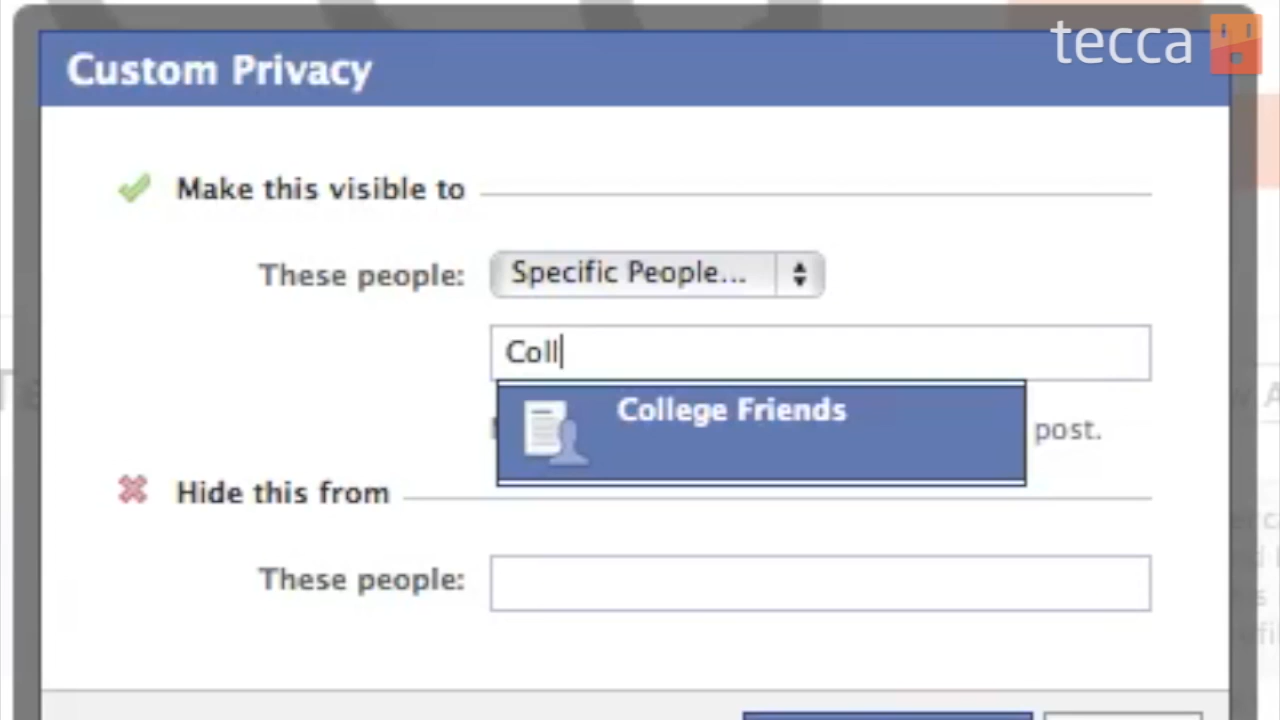 tecca
Custom Privacy
Make this visible to
These people: Specific People...
Coll
College Friends
post.
Hide this from
These people: